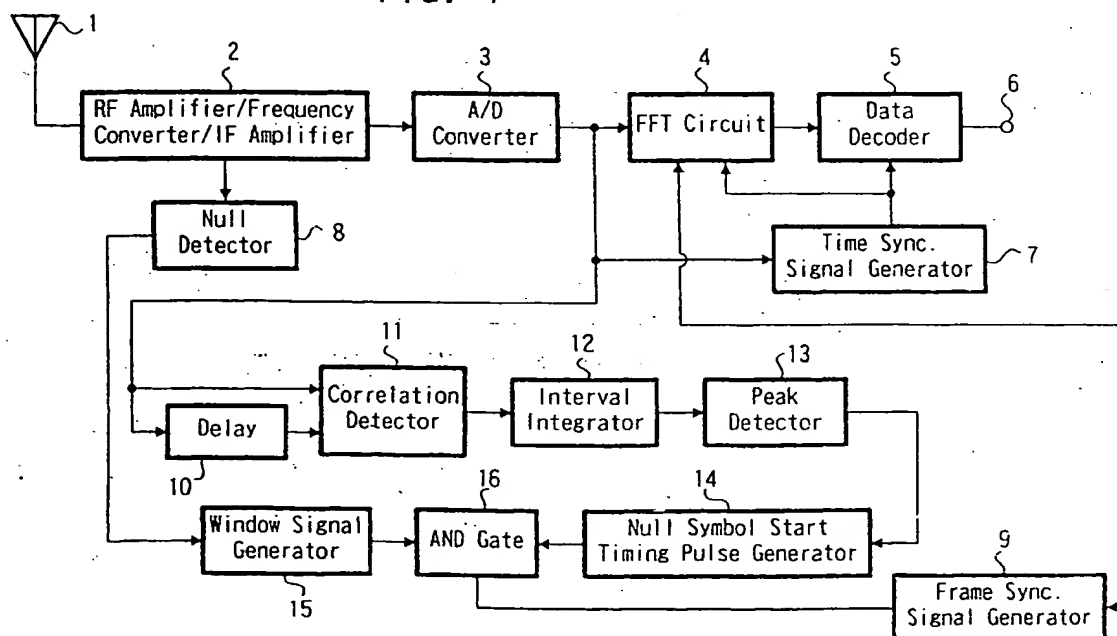 1
2
3
4
5
6
RF Amplifier/Frequency
Converter/IF Amplifier
A/D
Converter
FFT Circuit
Data
Decoder
Null
Detector
8
Time Sync.
Signal Generator
7
11
12
13
Correlation
Detector
Interval
Integrator
Peak
Detector
Delay
10
16
14
Window Signal
Generator
AND Gate
Null Symbol Start
Timing Pulse Generator
9
15
Frame Sync.
Signal Generator